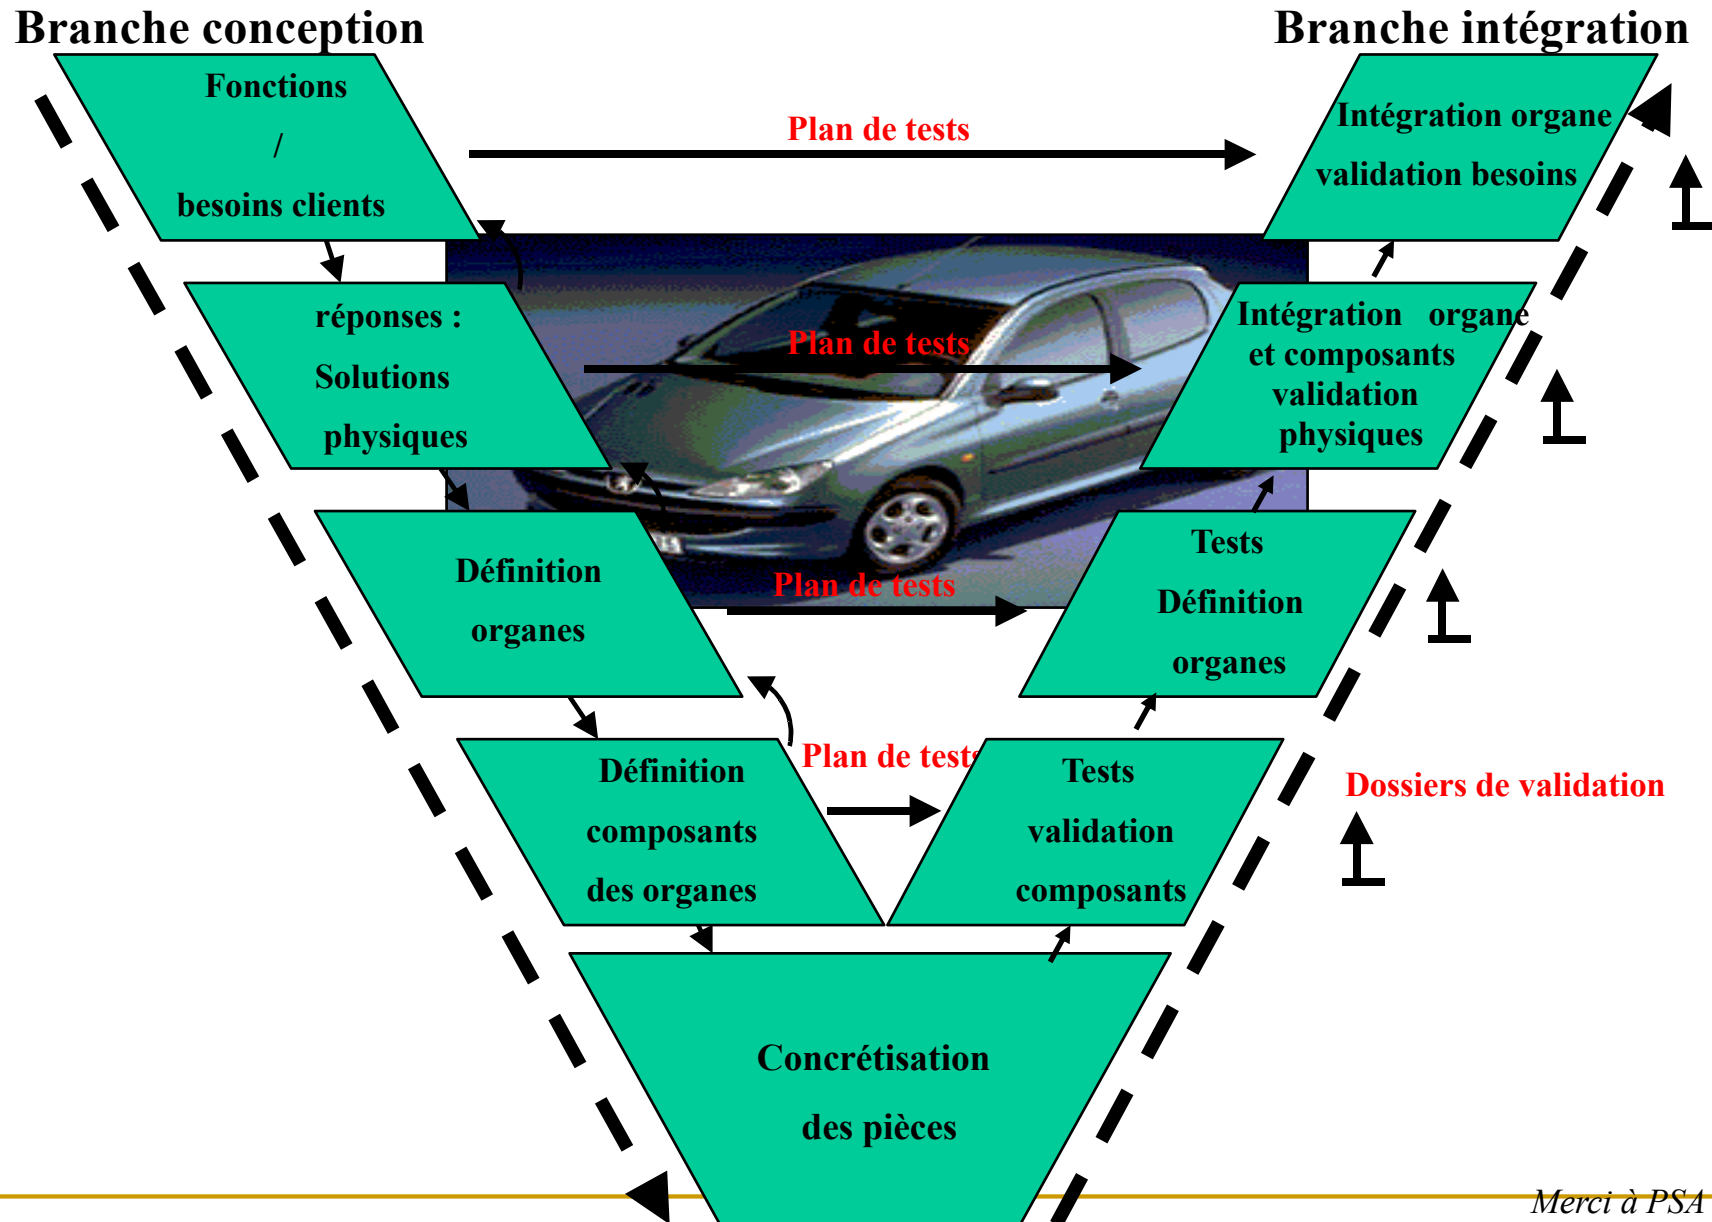 Branche conception
Branche intégration
Fonctions
/
besoins clients
Plan de tests
Intégration organe
validation besoins
réponses :
Solutions
physiques
Plan de tests
Intégration organe
et composants
validation
physiques
Définition
organes
Plan de tests
Tests
Définition
organes
Définition
composants
des organes
Plan de tests
Tests
validation
composants
Dossiers de validation
Concrétisation
des pièces
Merci à PSA